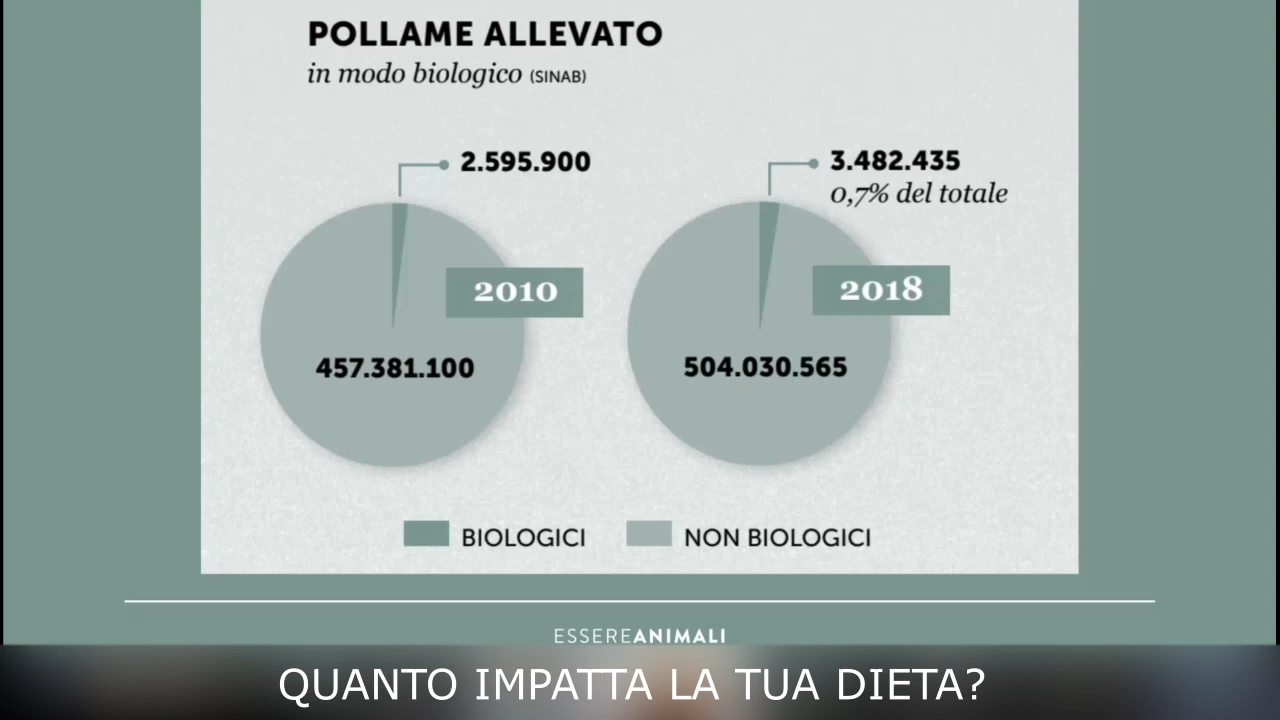 POLLAME ALLEVATO
in modo biologico (SINAB)
2.595.900
2010
457.381.100
3.482.435
0,7% del totale
2018
504.030.565
BIOLOGICI
NON BIOLOGICI
ESSEREANIMALI
QUANTO IMPATTA LA TUA DIETA?